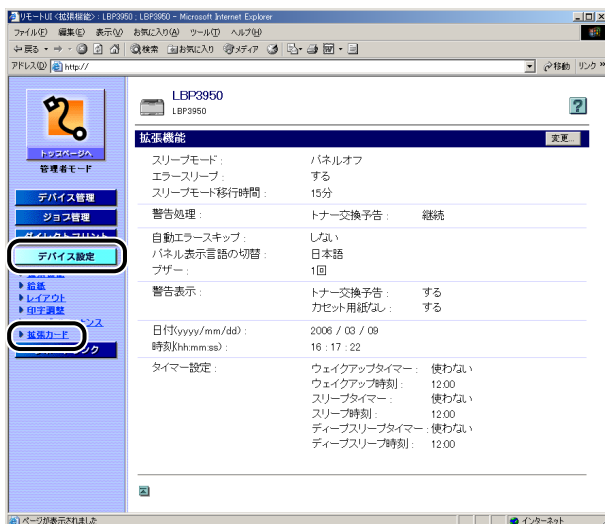 リモートUI <拡張機能> : LBP3950 ; LBP3950 - Microsoft Internet Explorer
ファイル(F) 編集(E) 表示(V) お気に入り(A) ツール(T) ヘルプ(H)
戻る 検索 お気に入り メディア
アドレス(D) http:// 移動 リンク »
LBP3950
LBP3950
トップページへ
管理者モード
デバイス管理
ジョブ管理
デバイス設定
給紙
レイアウト
印字調整
拡張カード
拡張機能 変更...
スリープモード : パネルオフ
エラースリープ : する
スリープモード移行時間 : 15分
警告処理 : トナー交換予告 : 継続
自動エラースキップ : しない
パネル表示言語の切替 : 日本語
ブザー : 1回
警告表示 : トナー交換予告 : する
カセット用紙なし : する
日付(yyyy/mm/dd) : 2006 / 03 / 09
時刻(hh:mm:ss) : 16 : 17 : 22
タイマー設定 : ウェイクアップタイマー : 使わない
ウェイクアップ時刻 : 12:00
スリープタイマー : 使わない
スリープ時刻 : 12:00
ディープスリープタイマー : 使わない
ディープスリープ時刻 : 12:00
ページが表示されました インターネット